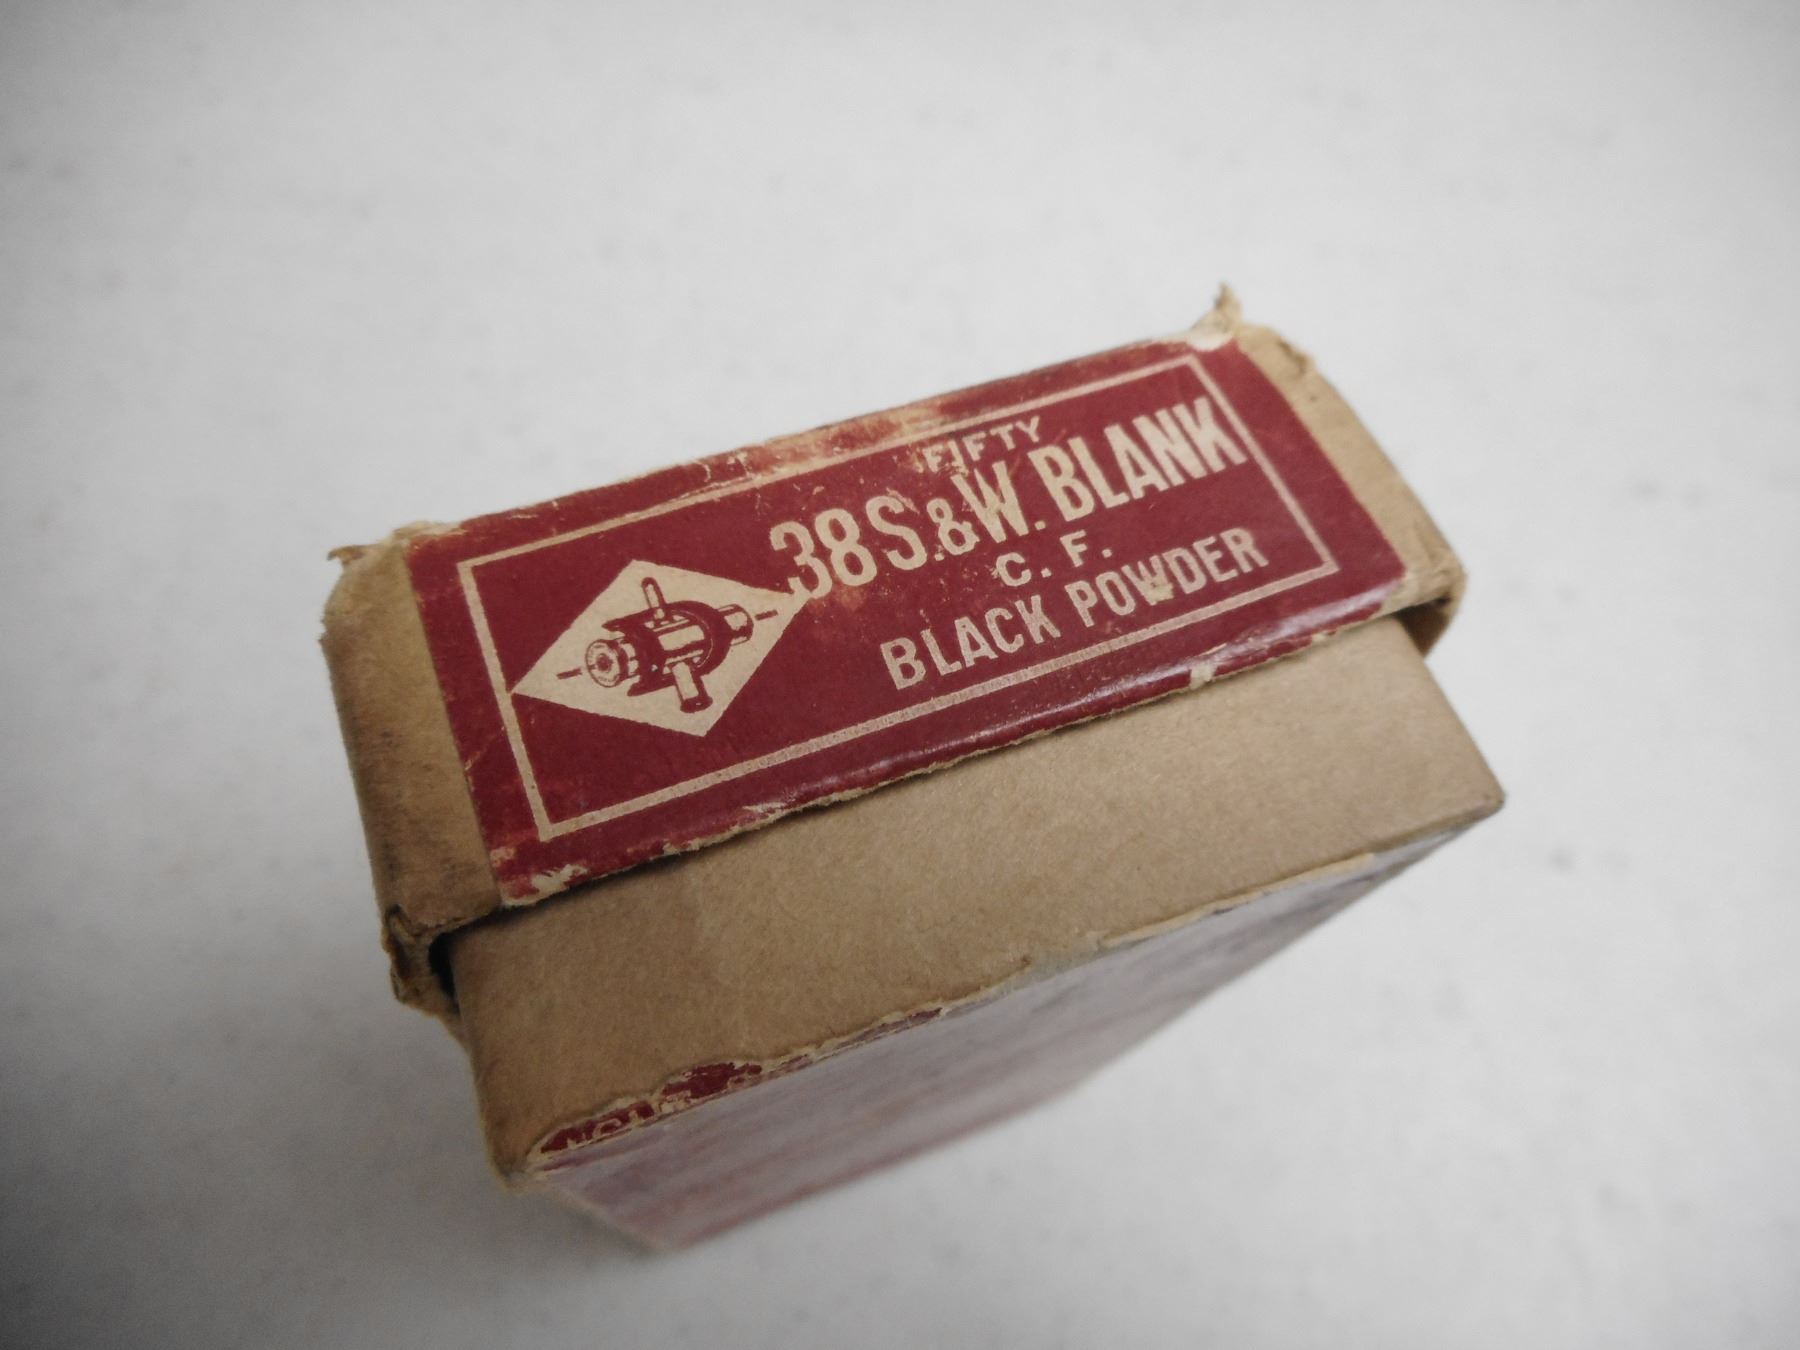 FIFTY
38 S. & W. BLANK
C. F.
BLACK POWDER